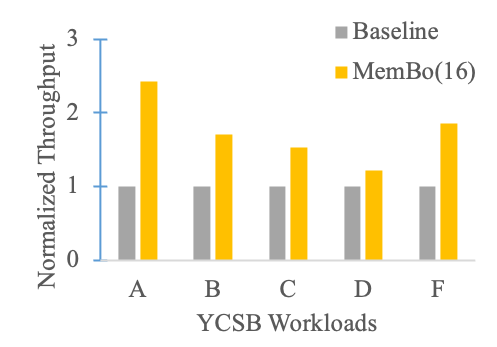 3
2
1
0
Normalized Throughput
Baseline
MemBo(16)
A B C D F
YCSB Workloads